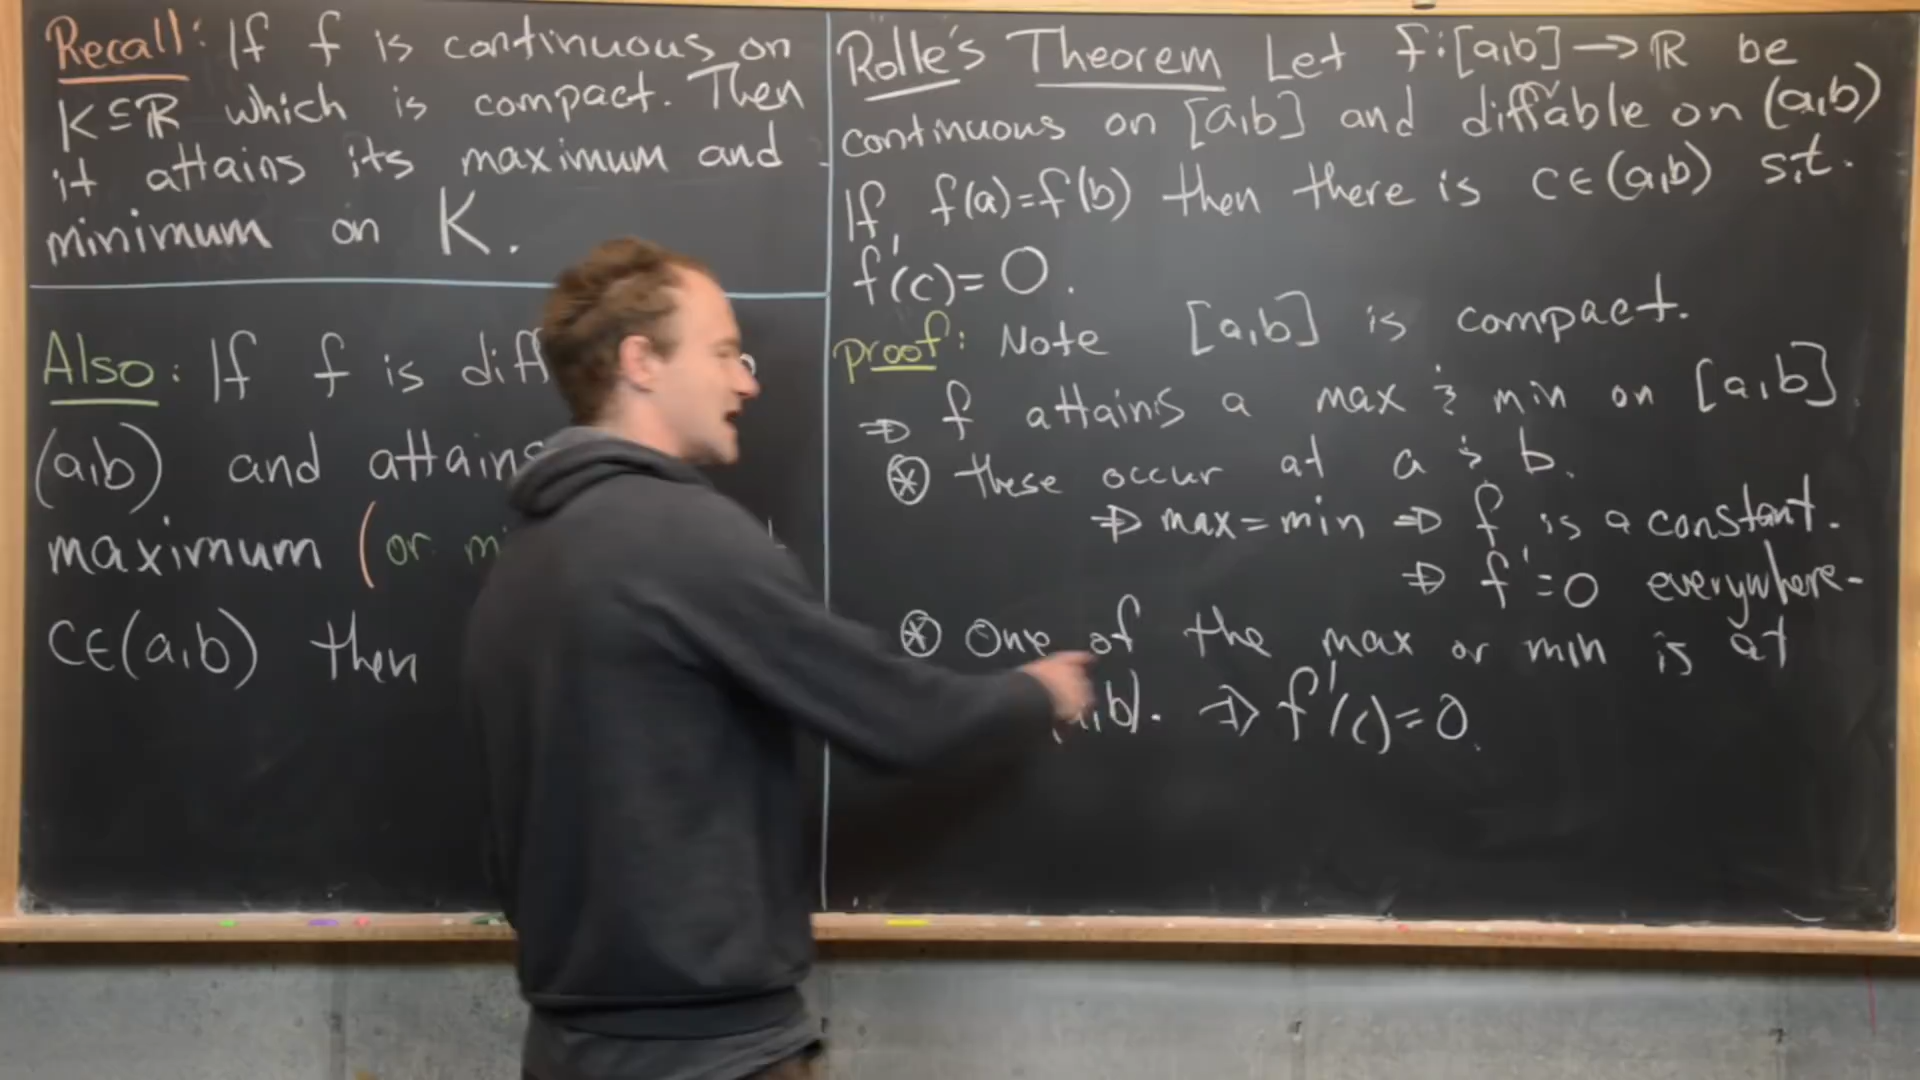 Recall: If f is continuous on
K⊆ℝ which is compact. Then
it attains its maximum and
minimum on K.
Also: If f is diff
(a,b) and attains
maximum (or mi
c∈(a,b) then
Rolle's Theorem Let f:[a,b]→ℝ be
continuous on [a,b] and diffable on (a,b)
If f(a)=f(b) then there is c∈(a,b) s.t.
f'(c)=0.
proof: Note [a,b] is compact.
⇒ f attains a max & min on [a,b].
⊛ these occur at a & b.
⇒ max=min ⇒ f is a constant.
⇒ f'=0 everywhere.
⊛ One of the max or min is at
,b). ⇒ f'(c)=0.